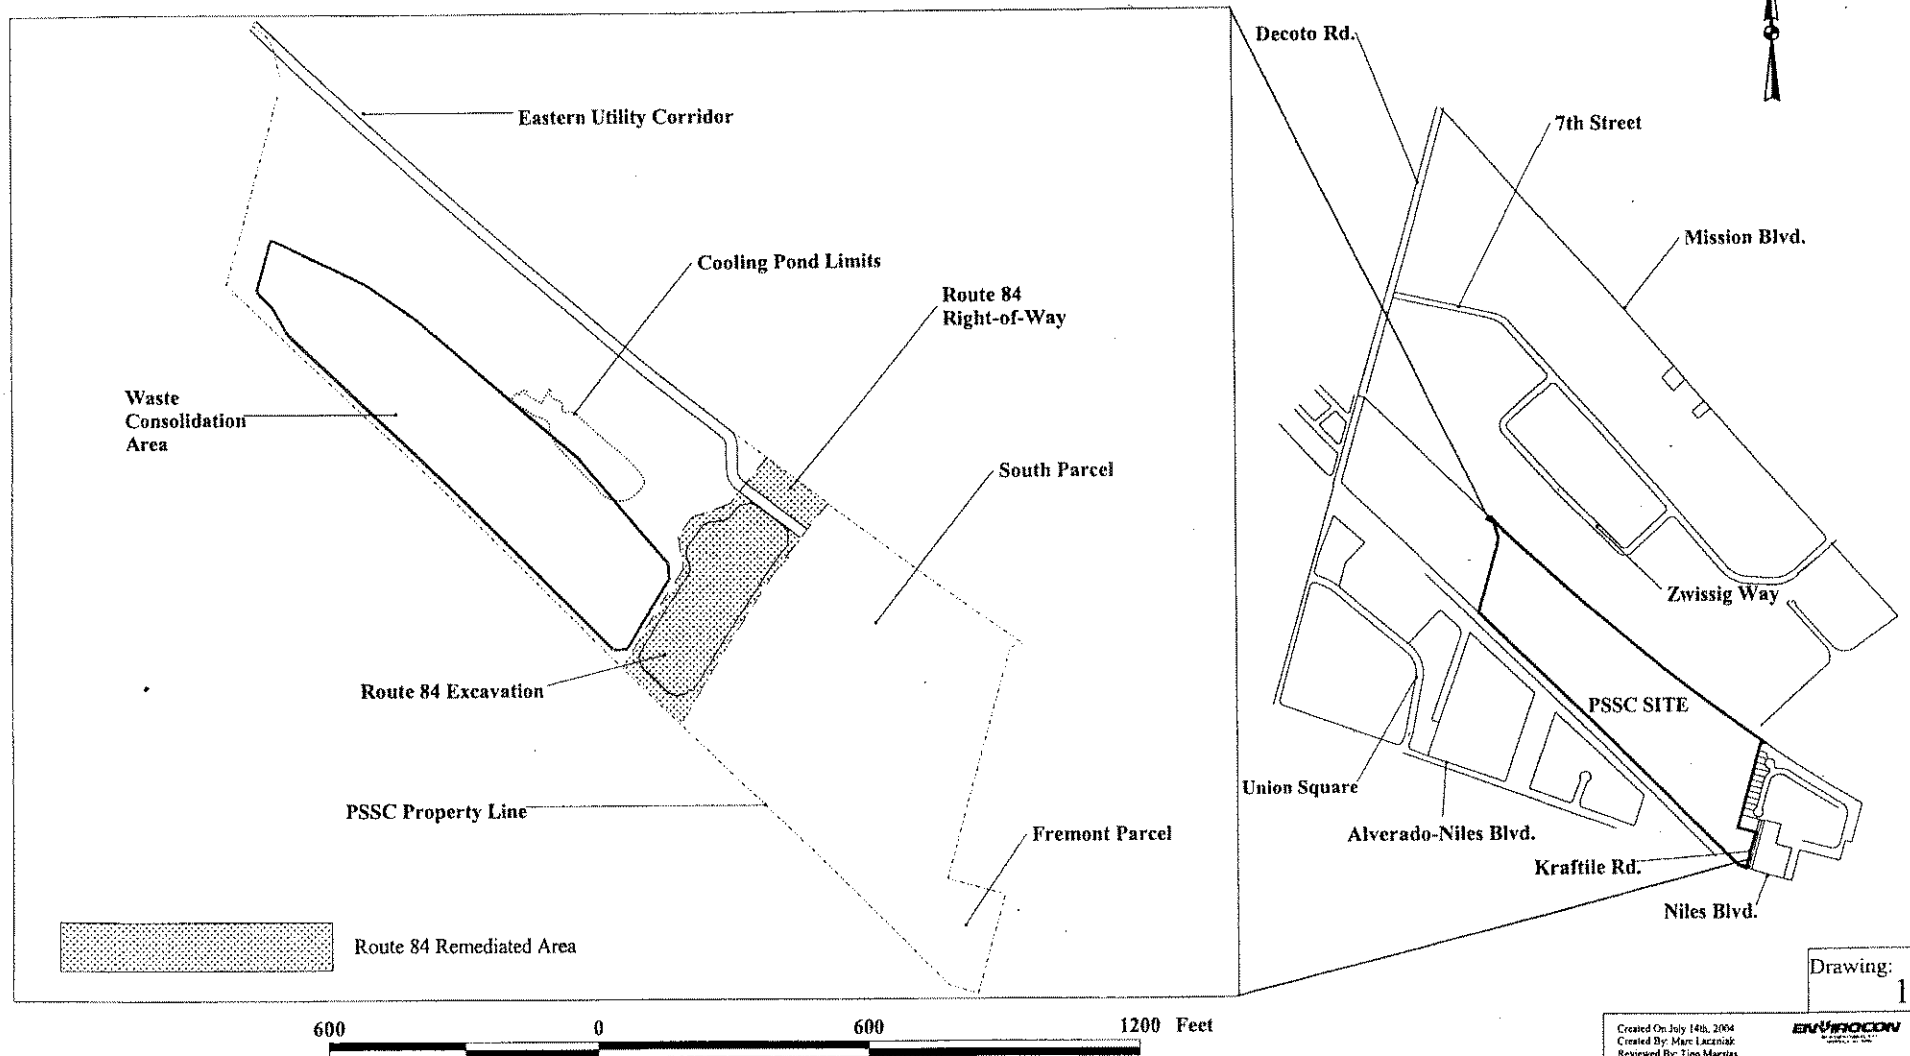 Eastern Utility Corridor
Cooling Pond Limits
Route 84
Right-of-Way
Waste
Consolidation
Area
South Parcel
Route 84 Excavation
PSSC Property Line
Fremont Parcel
Route 84 Remediated Area
600 0 600 1200 Feet
Decoto Rd.
7th Street
Mission Blvd.
Zwissig Way
PSSC SITE
Union Square
Alverado-Niles Blvd.
Kraftile Rd.
Niles Blvd.
Drawing:
1
Created On July 14th, 2004
Created By: Marc Laczniak
Reviewed By: Tino
ENVIROCON